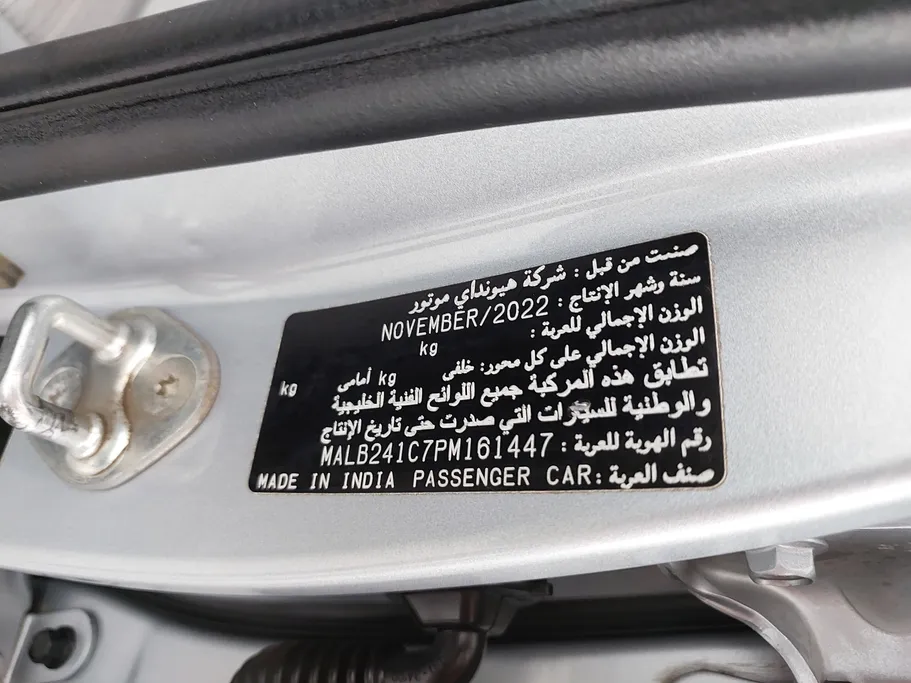 صنعت من قبل : شركة هيونداي موتور
سنة وشهر الإنتاج : NOVEMBER/2022
الوزن الإجمالي للعربة : kg
الوزن الإجمالي على كل محور: خلفى kg أمامى kg
تطابق هذه المركبة جميع اللوائح الفنية الخليجية
والوطنية للسيارات التي صدرت حتى تاريخ الإنتاج
رقم الهوية للعربة : MALB241C7PM161447
صنف العربة : PASSENGER CAR MADE IN INDIA